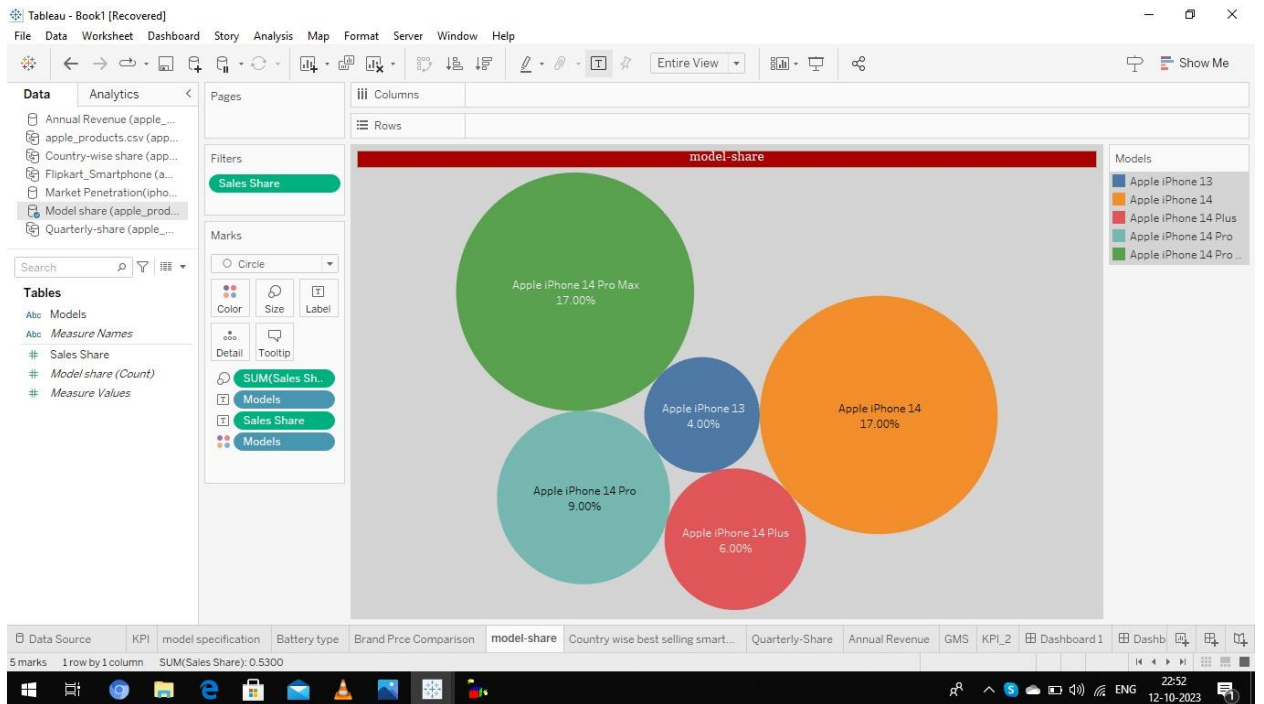 Tableau - Book1 [Recovered]
File Data Worksheet Dashboard Story Analysis Map Format Server Window Help
Entire View
Show Me
Data Analytics
Annual Revenue (apple_...
apple_products.csv (app...
Country-wise share (app...
Flipkart_Smartphone (a...
Market Penetration(ipho...
Model share (apple_prod...
Quarterly-share (apple_...
Search
Tables
Abc Models
Abc Measure Names
# Sales Share
# Model share (Count)
# Measure Values
Pages
Filters
Sales Share
Marks
Circle
Color Size Label
Detail Tooltip
SUM(Sales Sh..
Models
Sales Share
Models
Columns
Rows
model-share
Apple iPhone 14 Pro Max
17.00%
Apple iPhone 13
4.00%
Apple iPhone 14
17.00%
Apple iPhone 14 Pro
9.00%
Apple iPhone 14 Plus
6.00%
Models
Apple iPhone 13
Apple iPhone 14
Apple iPhone 14 Plus
Apple iPhone 14 Pro
Apple iPhone 14 Pro ..
Data Source KPI model specification Battery type Brand Prce Comparison model-share Country wise best selling smart... Quarterly-Share Annual Revenue GMS KPI_2 Dashboard 1 Dashb
5 marks 1 row by 1 column SUM(Sales Share): 0.5300
ENG
22:52
12-10-2023